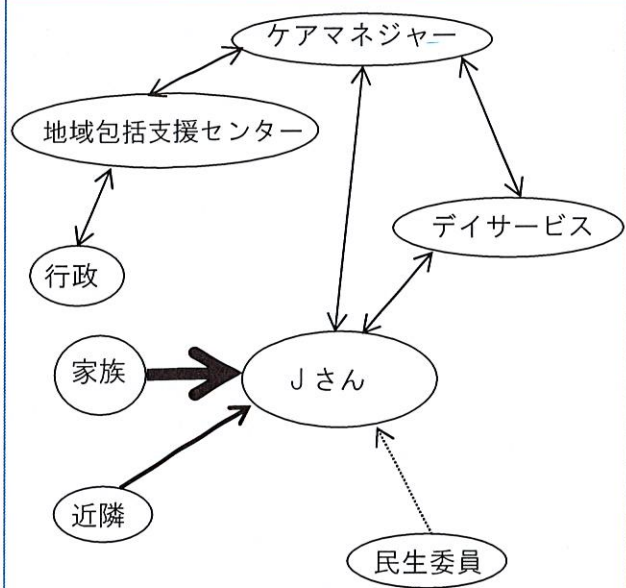 ケアマネジャー
地域包括支援センター
デイサービス
行政
家族
Jさん
近隣
民生委員